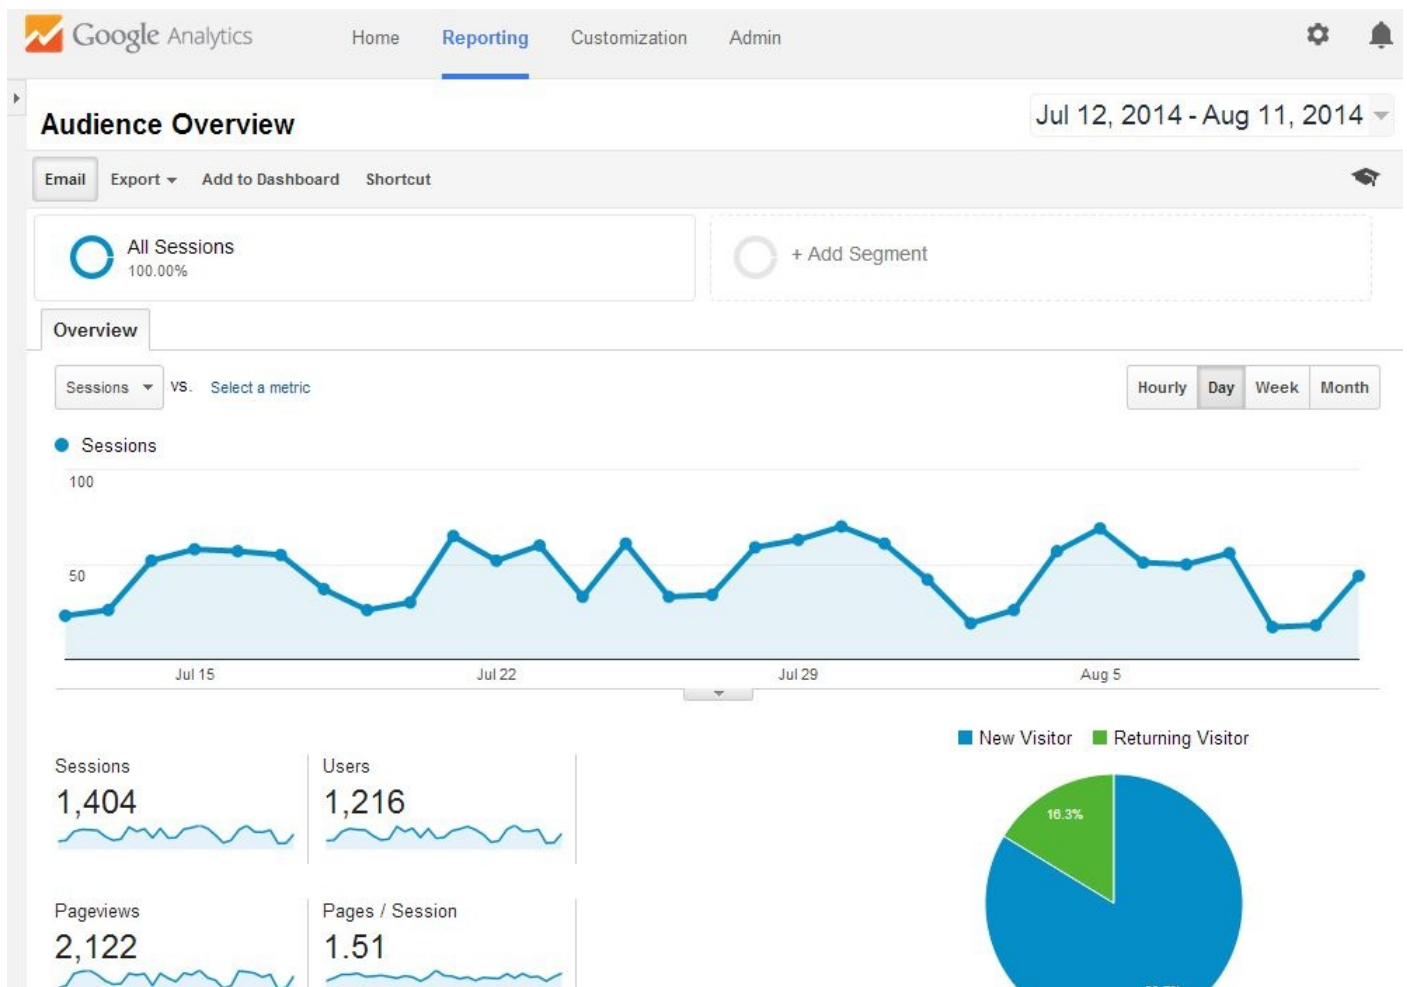 Google Analytics Home Reporting Customization Admin
Audience Overview
Jul 12, 2014 - Aug 11, 2014
Email Export Add to Dashboard Shortcut
All Sessions
100.00%
+ Add Segment
Overview
Sessions VS. Select a metric
Hourly Day Week Month
Sessions
100
50
Jul 15 Jul 22 Jul 29 Aug 5
New Visitor Returning Visitor
Sessions
1,404
Users
1,216
16.3%
Pageviews
2,122
Pages / Session
1.51